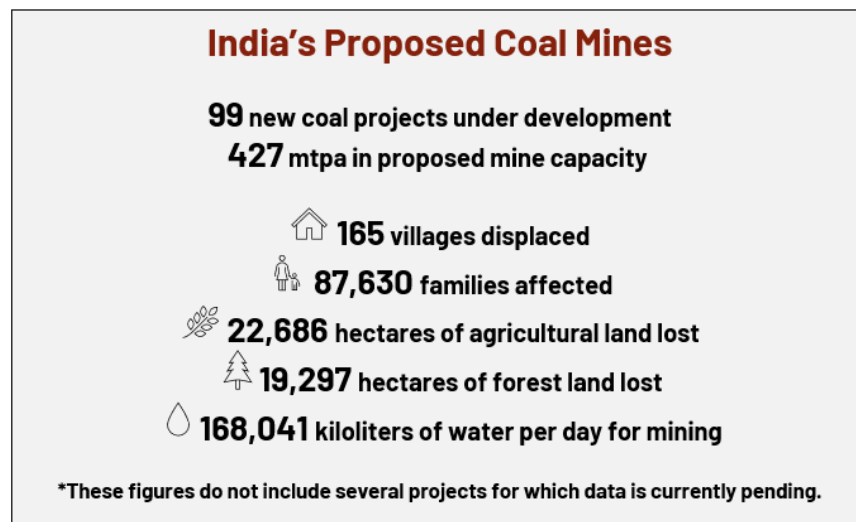 India’s Proposed Coal Mines
99 new coal projects under development
427 mtpa in proposed mine capacity
165 villages displaced
87,630 families affected
22,686 hectares of agricultural land lost
19,297 hectares of forest land lost
168,041 kiloliters of water per day for mining
*These figures do not include several projects for which data is currently pending.